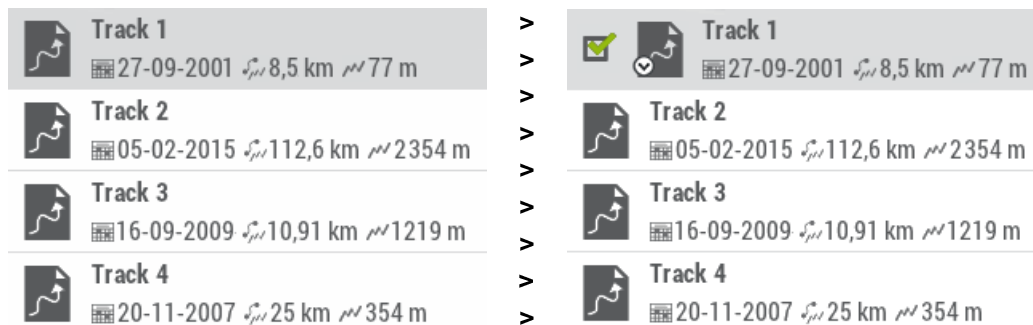 Track 1
27-09-2001 8,5 km 77 m
Track 2
05-02-2015 112,6 km 2354 m
Track 3
16-09-2009 10,91 km 1219 m
Track 4
20-11-2007 25 km 354 m
>
>
>
>
>
>
>
>
>
Track 1
27-09-2001 8,5 km 77 m
Track 2
05-02-2015 112,6 km 2354 m
Track 3
16-09-2009 10,91 km 1219 m
Track 4
20-11-2007 25 km 354 m